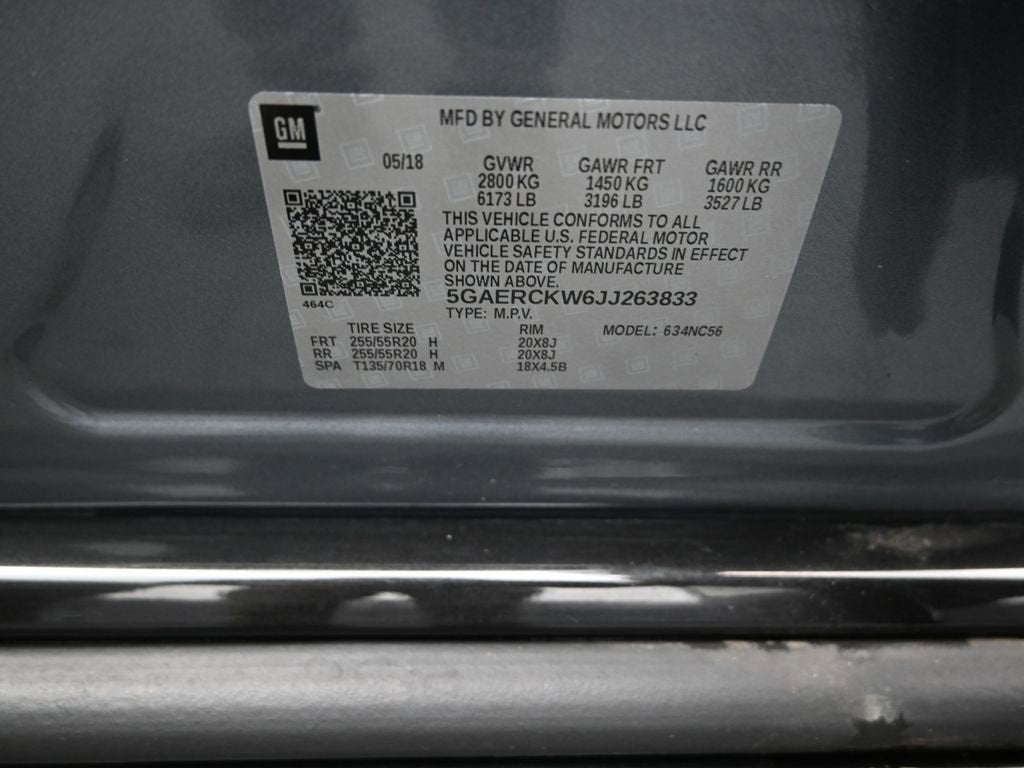 GM
MFD BY GENERAL MOTORS LLC
05/18 GVWR GAWR FRT GAWR RR
2800 KG 1450 KG 1600 KG
6173 LB 3196 LB 3527 LB
THIS VEHICLE CONFORMS TO ALL
APPLICABLE U.S. FEDERAL MOTOR
VEHICLE SAFETY STANDARDS IN EFFECT
ON THE DATE OF MANUFACTURE
SHOWN ABOVE.
464C 5GAERCKW6JJ263833
TYPE: M.P.V.
TIRE SIZE RIM MODEL: 634NC56
FRT 255/55R20 H 20X8J
RR 255/55R20 H 20X8J
SPA T135/70R18 M 18X4.5B